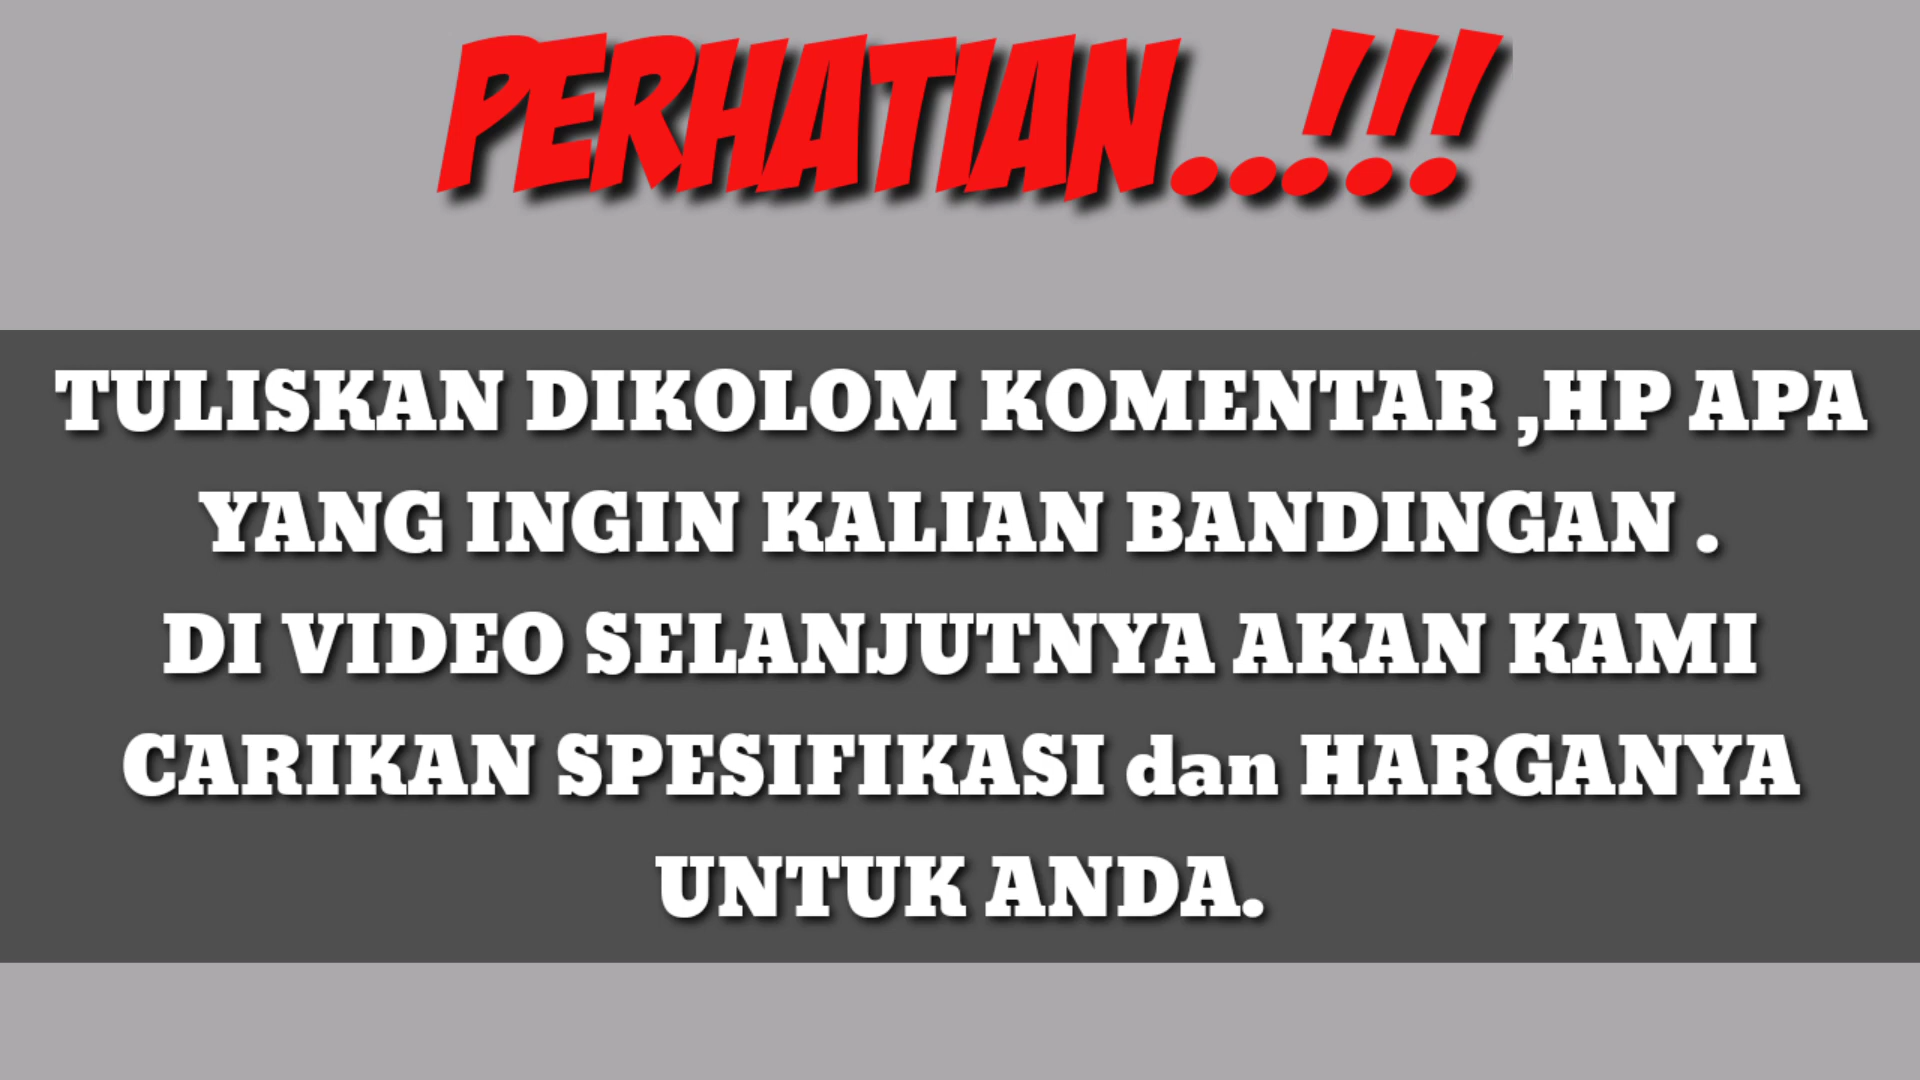 PERHATIAN...!!!
TULISKAN DIKOLOM KOMENTAR ,HP APA
YANG INGIN KALIAN BANDINGAN .
DI VIDEO SELANJUTNYA AKAN KAMI
CARIKAN SPESIFIKASI dan HARGANYA
UNTUK ANDA.